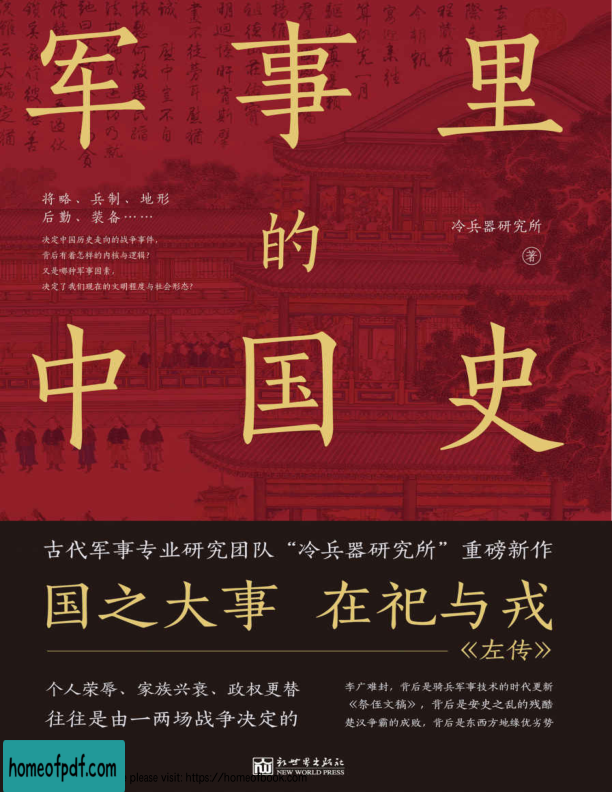 军事里
的
中国史
将略、兵制、地形
后勤、装备……
决定中国历史走向的战争事件，
背后有着怎样的内核与逻辑？
又是哪种军事因素，
决定了我们现在的文明程度与社会形态？
冷兵器研究所
著
古代军事专业研究团队“冷兵器研究所”重磅新作
国之大事 在祀与戎
《左传》
个人荣辱、家族兴衰、政权更替
往往是由一两场战争决定的
李广难封，背后是骑兵军事技术的时代更新
《祭侄文稿》，背后是安史之乱的残酷
楚汉争霸的成败，背后是东西方地缘优劣势
新世界出版社
NEW WORLD PRESS
homeofpdf.com
please visit: https://homeofbook.com